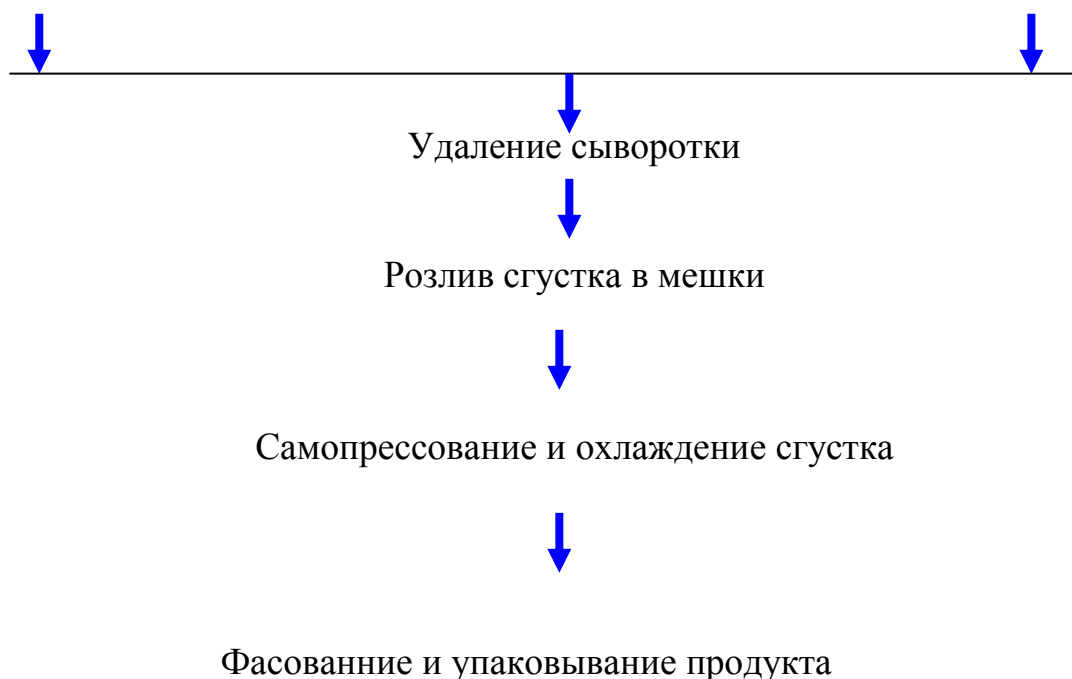 Удаление сыворотки
Розлив сгустка в мешки
Самопрессование и охлаждение сгустка
Фасованние и упаковывание продукта